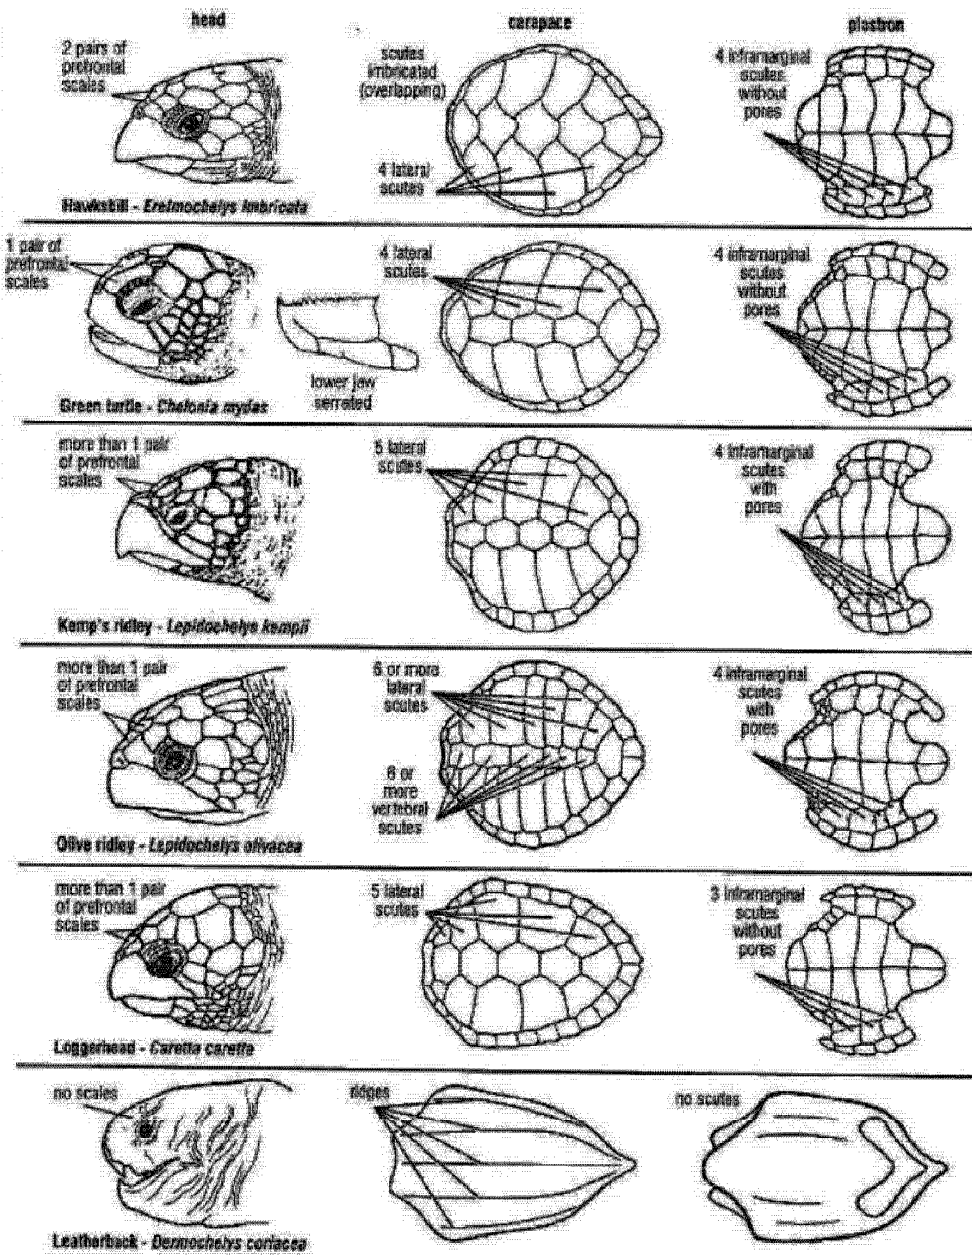 head
carapace
plastron
2 pairs of
prefrontal
scales
scutes
imbricated
(overlapping)
4 lateral
scutes
4 inframarginal
scutes
without
pores
Hawksbill - Eretmochelys imbricata
1 pair of
prefrontal
scales
lower jaw
serrated
4 lateral
scutes
4 inframarginal
scutes
without
pores
Green turtle - Chelonia mydas
more than 1 pair
of prefrontal
scales
5 lateral
scutes
4 inframarginal
scutes
with
pores
Kemp's ridley - Lepidochelys kempii
more than 1 pair
of prefrontal
scales
6 or more
lateral
scutes
6 or
more
vertebral
scutes
4 inframarginal
scutes
with
pores
Olive ridley - Lepidochelys olivacea
more than 1 pair
of prefrontal
scales
5 lateral
scutes
3 inframarginal
scutes
without
pores
Loggerhead - Caretta caretta
no scales
ridges
no scutes
Leatherback - Dermochelys coriacea